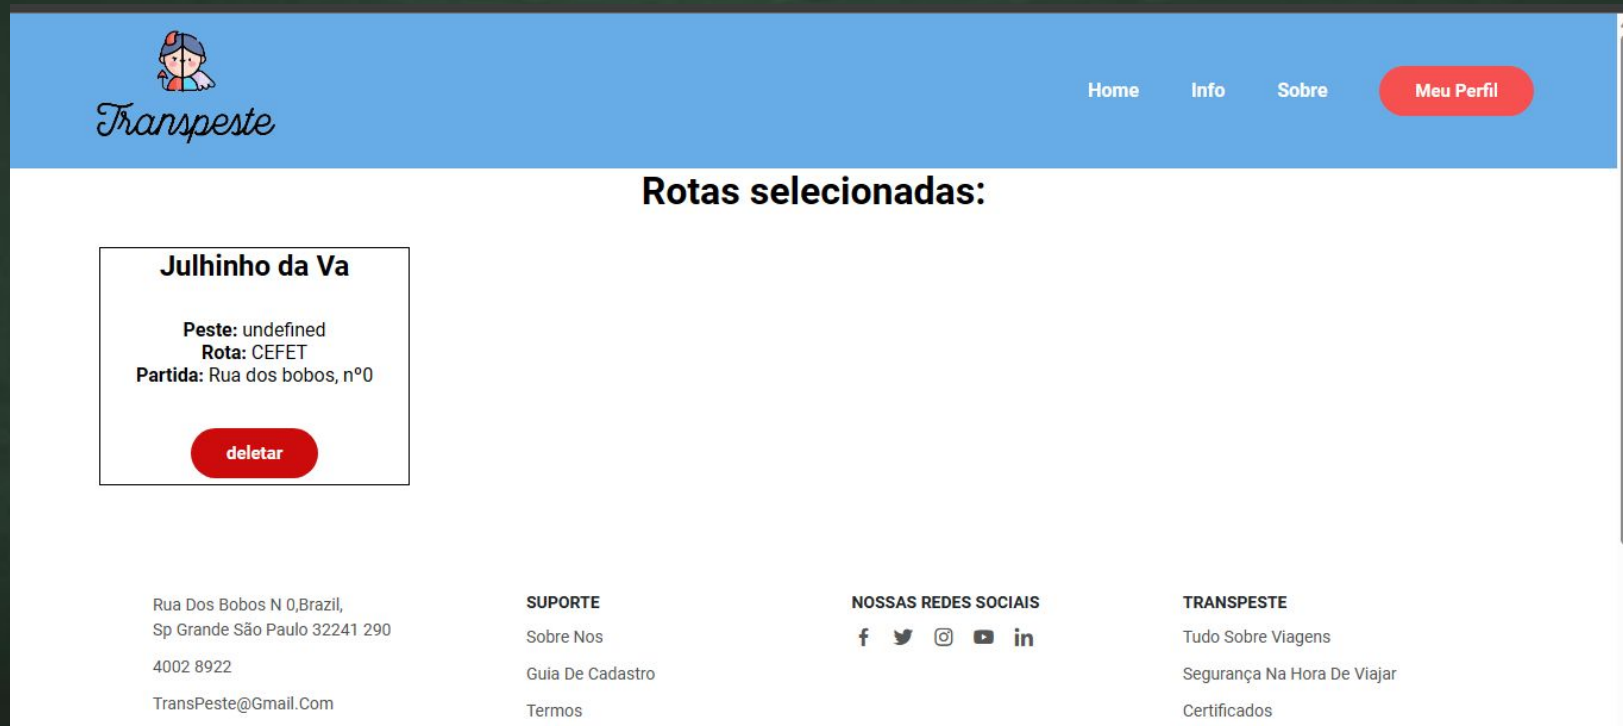 Transpeste
Home Info Sobre Meu Perfil
Rotas selecionadas:
Julhinho da Va
Peste: undefined
Rota: CEFET
Partida: Rua dos bobos, nº0
deletar
Rua Dos Bobos N 0,Brazil,
Sp Grande São Paulo 32241 290
4002 8922
TransPeste@Gmail.Com
SUPORTE
Sobre Nos
Guia De Cadastro
Termos
NOSSAS REDES SOCIAIS
TRANSPESTE
Tudo Sobre Viagens
Segurança Na Hora De Viajar
Certificados